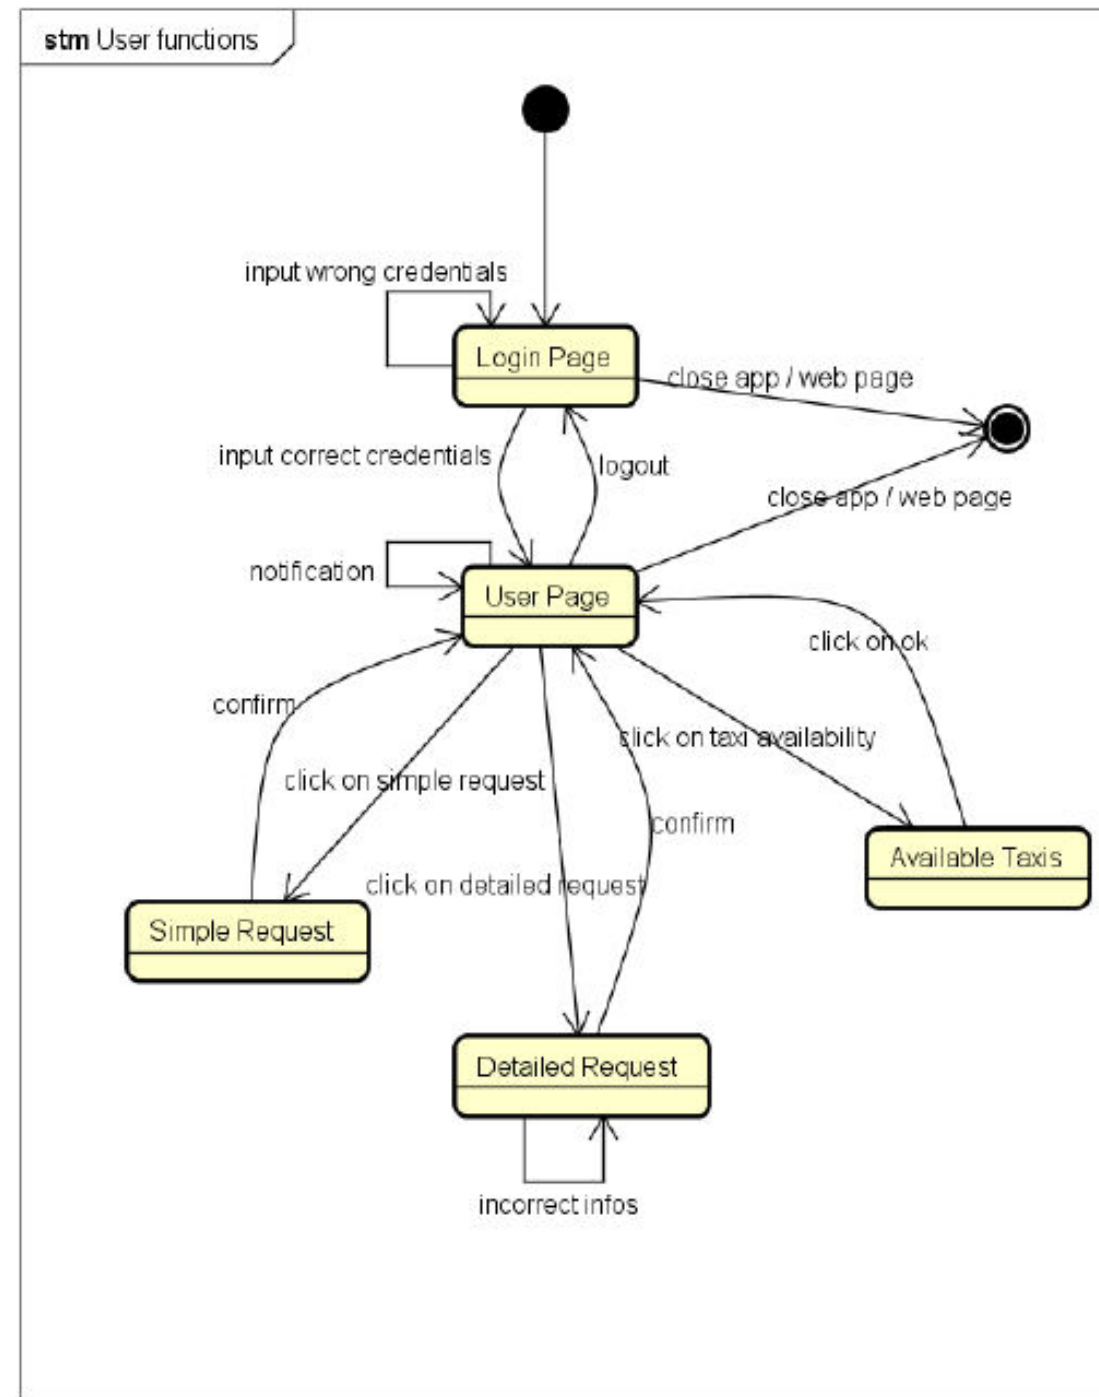 stm User functions
input wrong credentials
Login Page
close app / web page
input correct credentials
logout
close app / web page
notification
User Page
click on ok
confirm
click on taxi availability
click on simple request
confirm
Available Taxis
click on detailed request
Simple Request
Detailed Request
incorrect infos